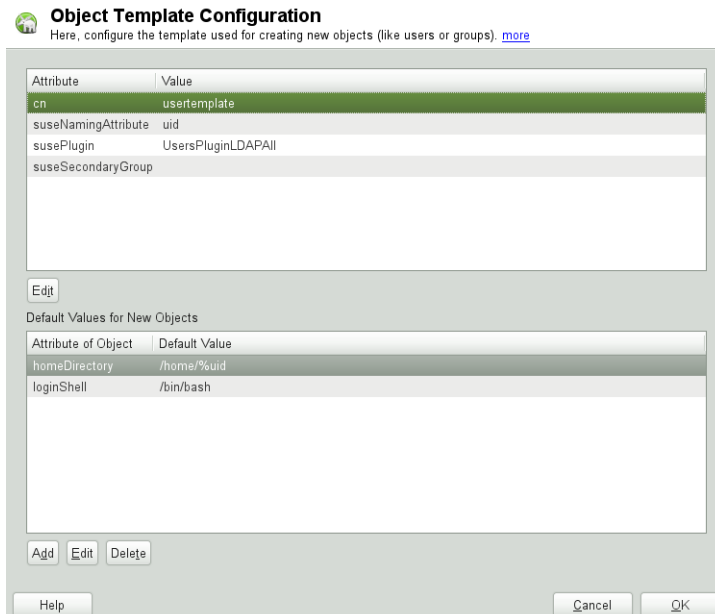 Object Template Configuration
Here, configure the template used for creating new objects (like users or groups). more
Attribute Value
cn usertemplate
suseNamingAttribute uid
susePlugin UsersPluginLDAPAll
suseSecondaryGroup
Edit
Default Values for New Objects
Attribute of Object Default Value
homeDirectory /home/%uid
loginShell /bin/bash
Add Edit Delete
Help Cancel OK